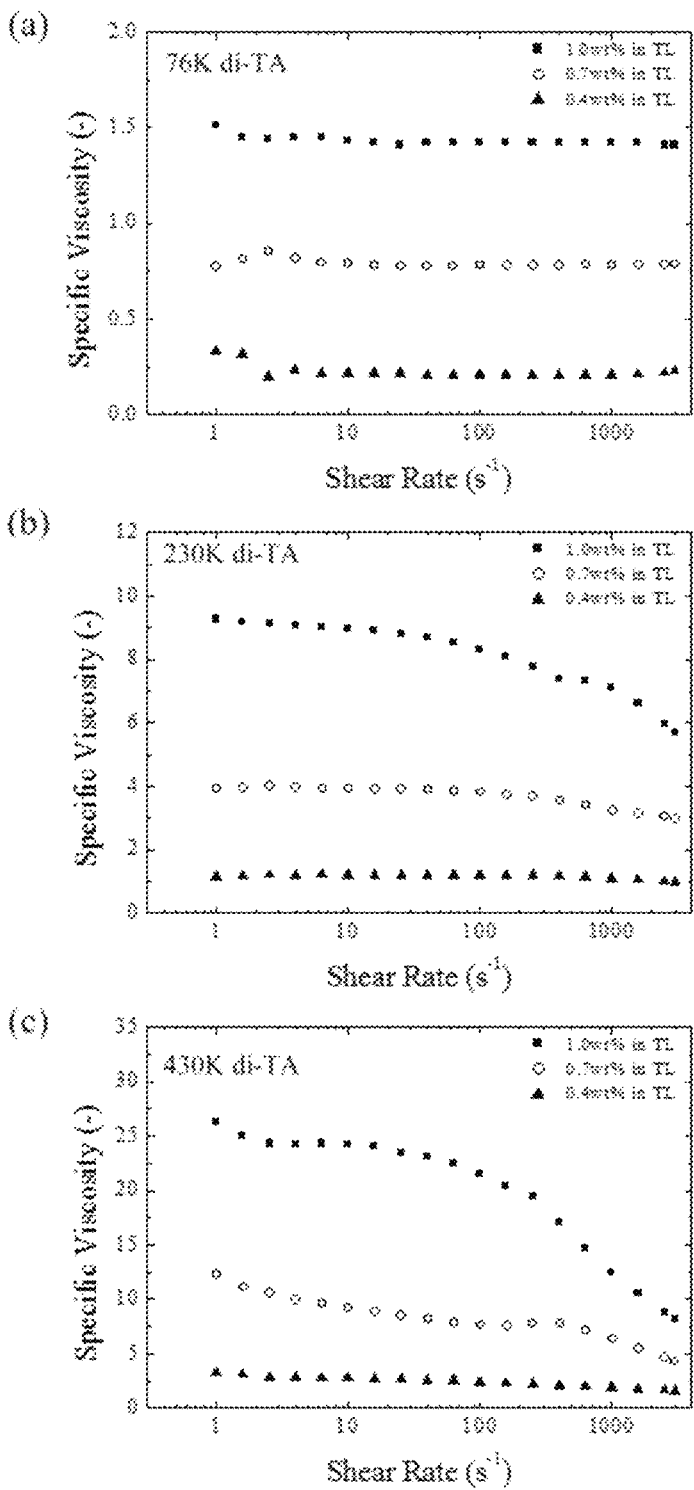 (a)
2.0
76K di-TA
1.0wt% in TL
0.7wt% in TL
0.4wt% in TL
1.5
1.0
0.5
0.0
Specific Viscosity (-)
1 10 100 1000
Shear Rate (s⁻¹)
(b)
12
230K di-TA
1.0wt% in TL
0.7wt% in TL
0.4wt% in TL
10
8
6
4
2
0
Specific Viscosity (-)
1 10 100 1000
Shear Rate (s⁻¹)
(c)
35
430K di-TA
1.0wt% in TL
0.7wt% in TL
0.4wt% in TL
30
25
20
15
10
5
0
Specific Viscosity (-)
1 10 100 1000
Shear Rate (s⁻¹)